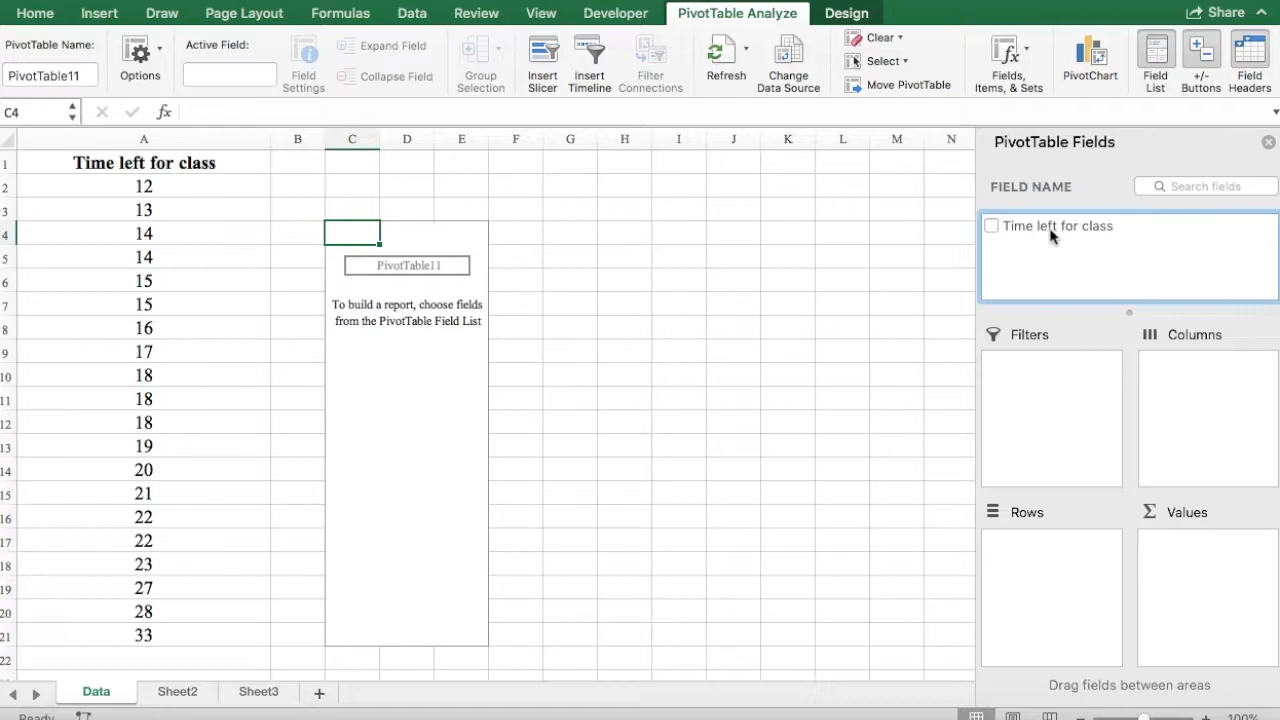 Home Insert Draw Page Layout Formulas Data Review View Developer PivotTable Analyze Design Share
PivotTable Name:
PivotTable11
Options
Active Field:
Field Settings
Expand Field
Collapse Field
Group Selection
Insert Slicer
Insert Timeline
Filter Connections
Refresh
Change Data Source
Clear
Select
Move PivotTable
Fields, Items, & Sets
PivotChart
Field List
+/- Buttons
Field Headers
C4 fx
A B C D E F G H I J K L M N
1 Time left for class
2 12
3 13
4 14
5 14
6 15
7 15
8 16
9 17
10 18
11 18
12 18
13 19
14 20
15 21
16 22
17 22
18 23
19 27
20 28
21 33
22
PivotTable11
To build a report, choose fields
from the PivotTable Field List
PivotTable Fields
FIELD NAME Search fields
Time left for class
Filters Columns
Rows Σ Values
Drag fields between areas
Data Sheet2 Sheet3 +
Ready 100%